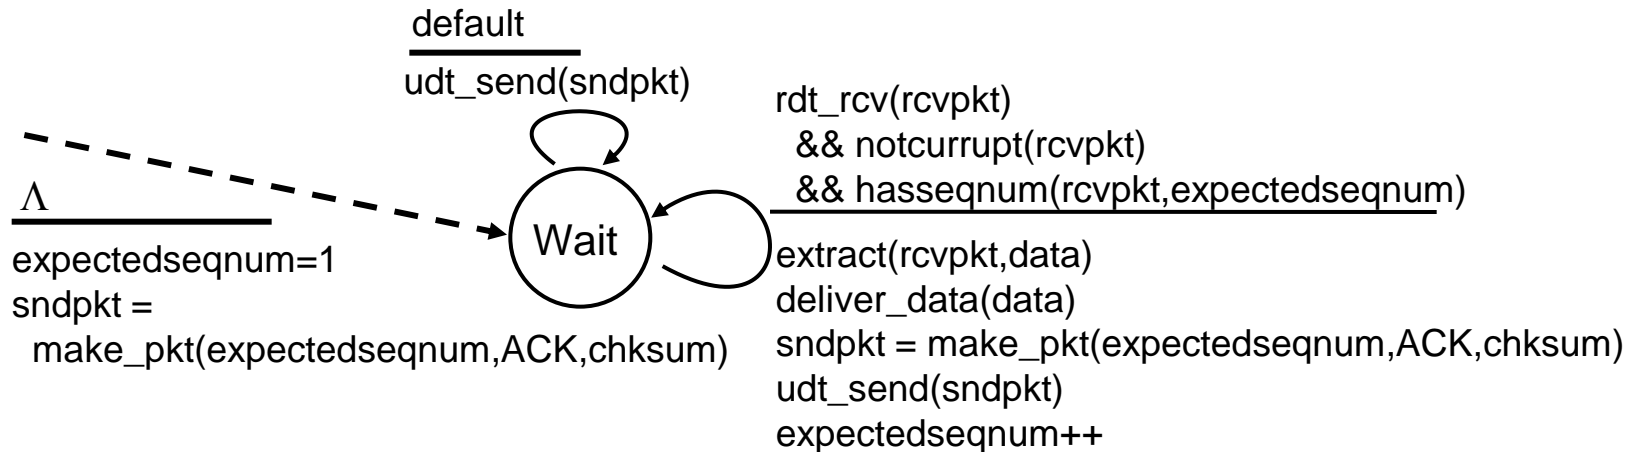 default
udt_send(sndpkt)
rdt_rcv(rcvpkt)
&& notcurrupt(rcvpkt)
&& hasseqnum(rcvpkt,expectedseqnum)
Λ
expectedseqnum=1
sndpkt =
make_pkt(expectedseqnum,ACK,chksum)
Wait
extract(rcvpkt,data)
deliver_data(data)
sndpkt = make_pkt(expectedseqnum,ACK,chksum)
udt_send(sndpkt)
expectedseqnum++